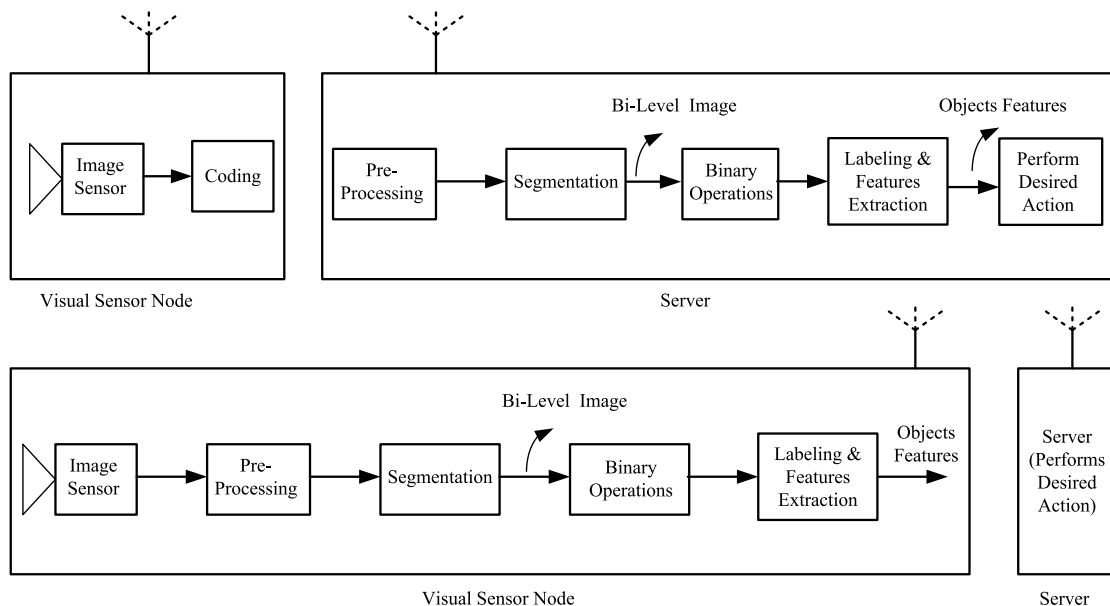 Bi-Level Image
Objects Features
Image
Sensor
Coding
Pre-
Processing
Segmentation
Binary
Operations
Labeling &
Features
Extraction
Perform
Desired
Action
Visual Sensor Node
Server
Bi-Level Image
Image
Sensor
Pre-
Processing
Segmentation
Binary
Operations
Labeling &
Features
Extraction
Objects
Features
Server
(Performs
Desired
Action)
Visual Sensor Node
Server